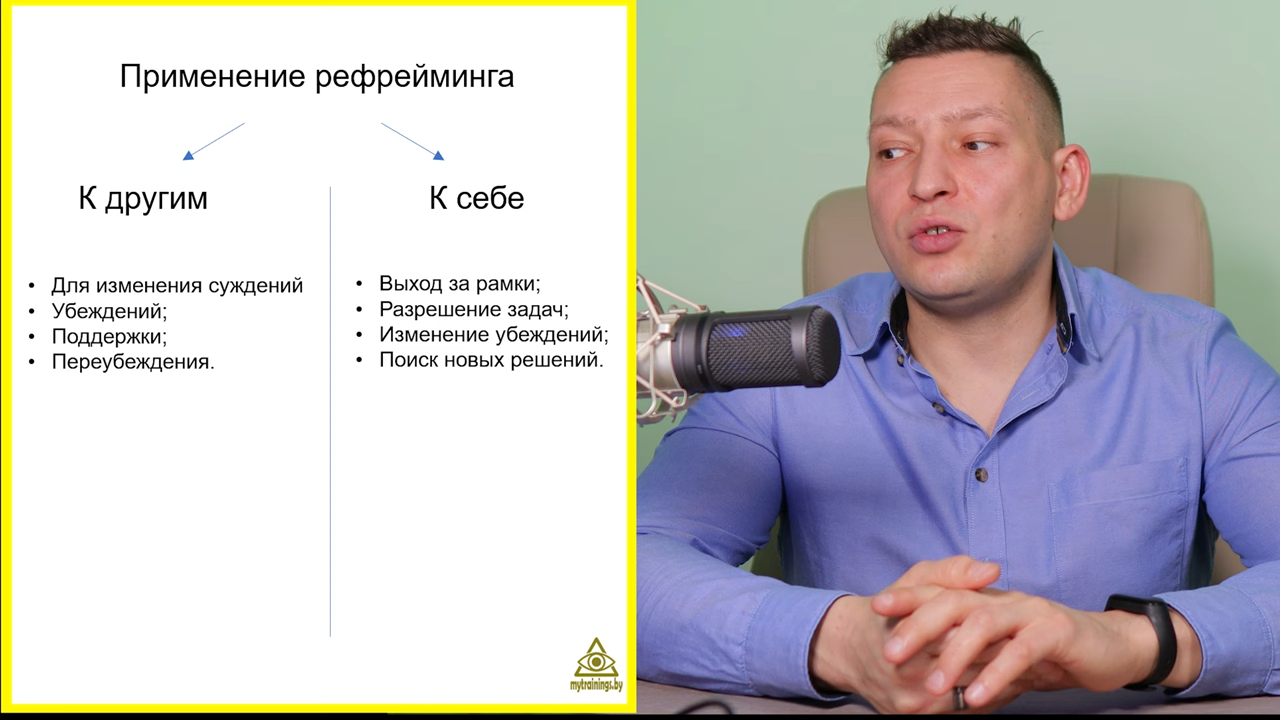 Применение рефрейминга
К другим
Для изменения суждений
Убеждений;
Поддержки;
Переубеждения.
К себе
Выход за рамки;
Разрешение задач;
Изменение убеждений;
Поиск новых решений.
mytrainings.by